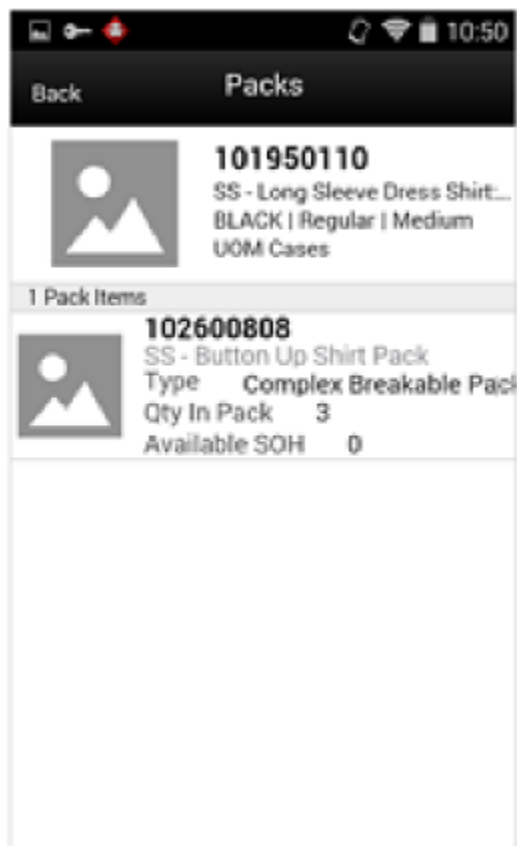 10:50
Back
Packs
101950110
SS - Long Sleeve Dress Shirt:...
BLACK | Regular | Medium
UOM Cases
1 Pack Items
102600808
SS - Button Up Shirt Pack
Type Complex Breakable Pack
Qty In Pack 3
Available SOH 0